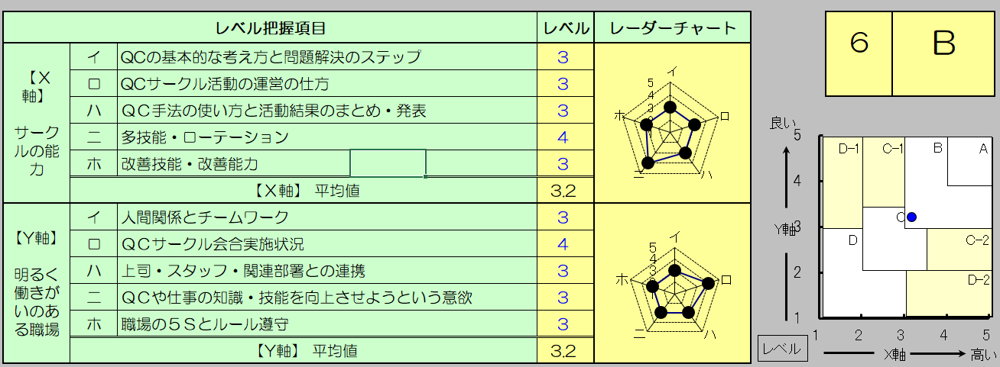 レベル把握項目 レベル レーダーチャート
6 B
【X
軸】
サーク
ルの能
力
イ QCの基本的な考え方と問題解決のステップ 3
ロ QCサークル活動の運営の仕方 3
ハ QC手法の使い方と活動結果のまとめ・発表 3
ニ 多技能・ローテーション 4
ホ 改善技能・改善能力 3
【X軸】 平均値 3.2
イ
5
4
3
ロ
ハ
ニ
ホ
【Y軸】
明るく
働きが
いのあ
る職場
イ 人間関係とチームワーク 3
ロ QCサークル会合実施状況 4
ハ 上司・スタッフ・関連部署との連携 3
ニ QCや仕事の知識・技能を向上させようという意欲 3
ホ 職場の5Sとルール遵守 3
【Y軸】 平均値 3.2
イ
5
4
3
ロ
ハ
ニ
ホ
良い
5
4
3
2
1
Y軸
D-1 C-1 B A
C
D C-2
D-2
1 2 3 4 5
レベル
X軸 高い